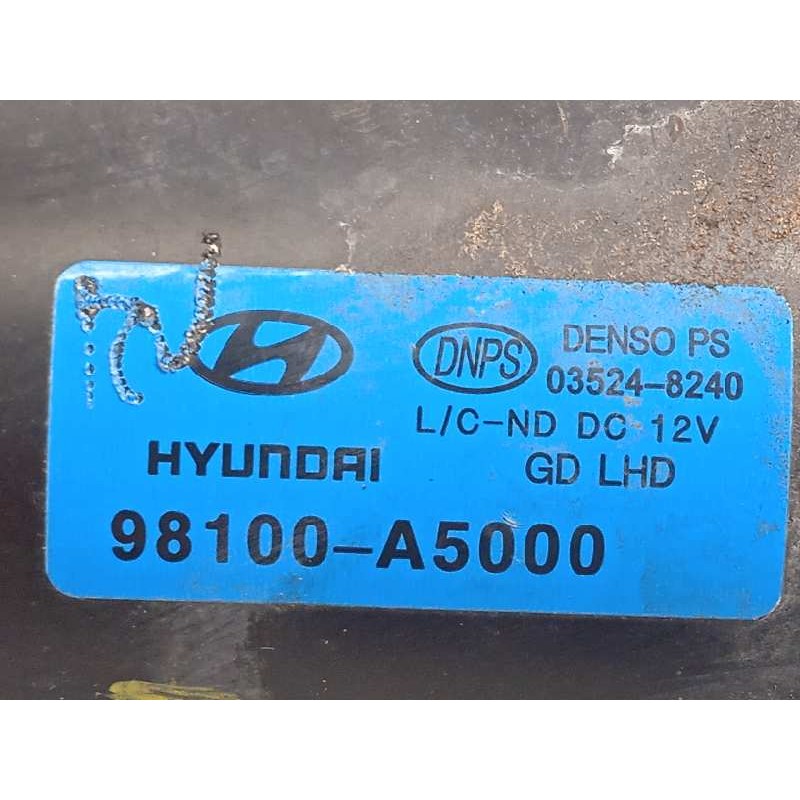 DNPS
DENSO PS
03524-8240
L/C-ND DC 12V
HYUNDAI
GD LHD
98100-A5000